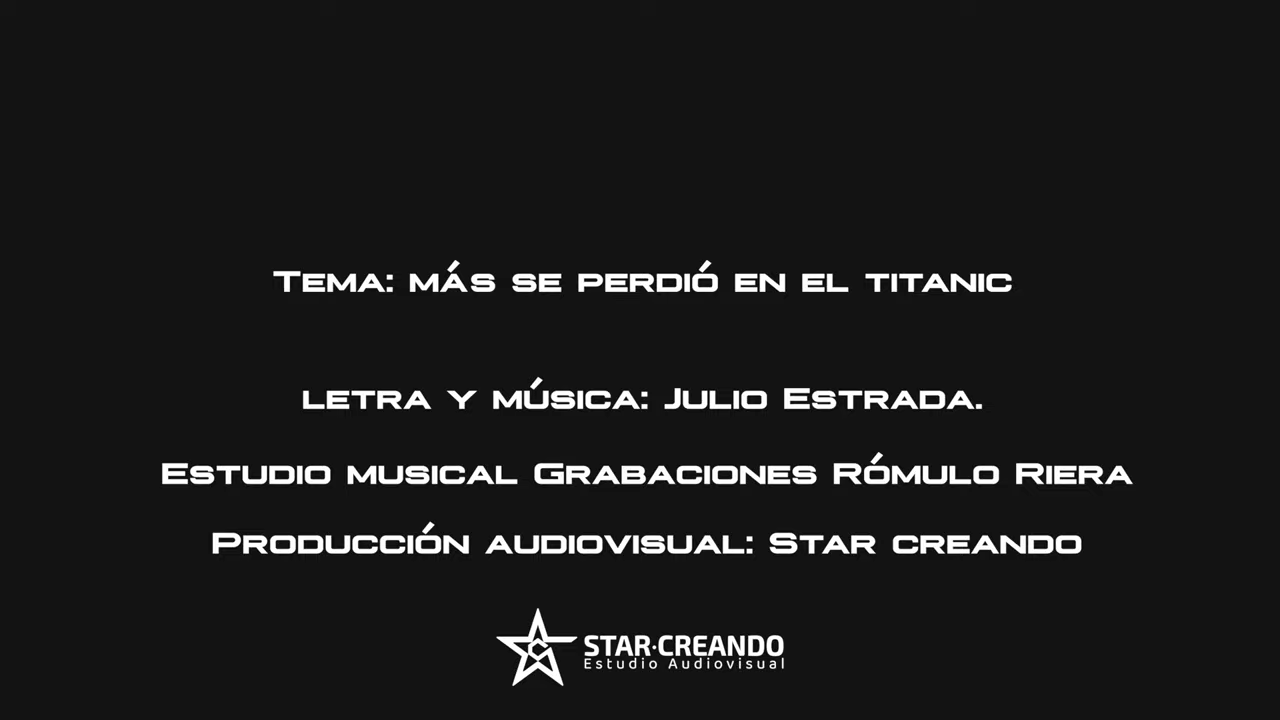 Tema: más se perdió en el titanic
letra y música: Julio Estrada.
Estudio musical Grabaciones Rómulo Riera
Producción audiovisual: Star creando
STAR·CREANDO
Estudio Audiovisual